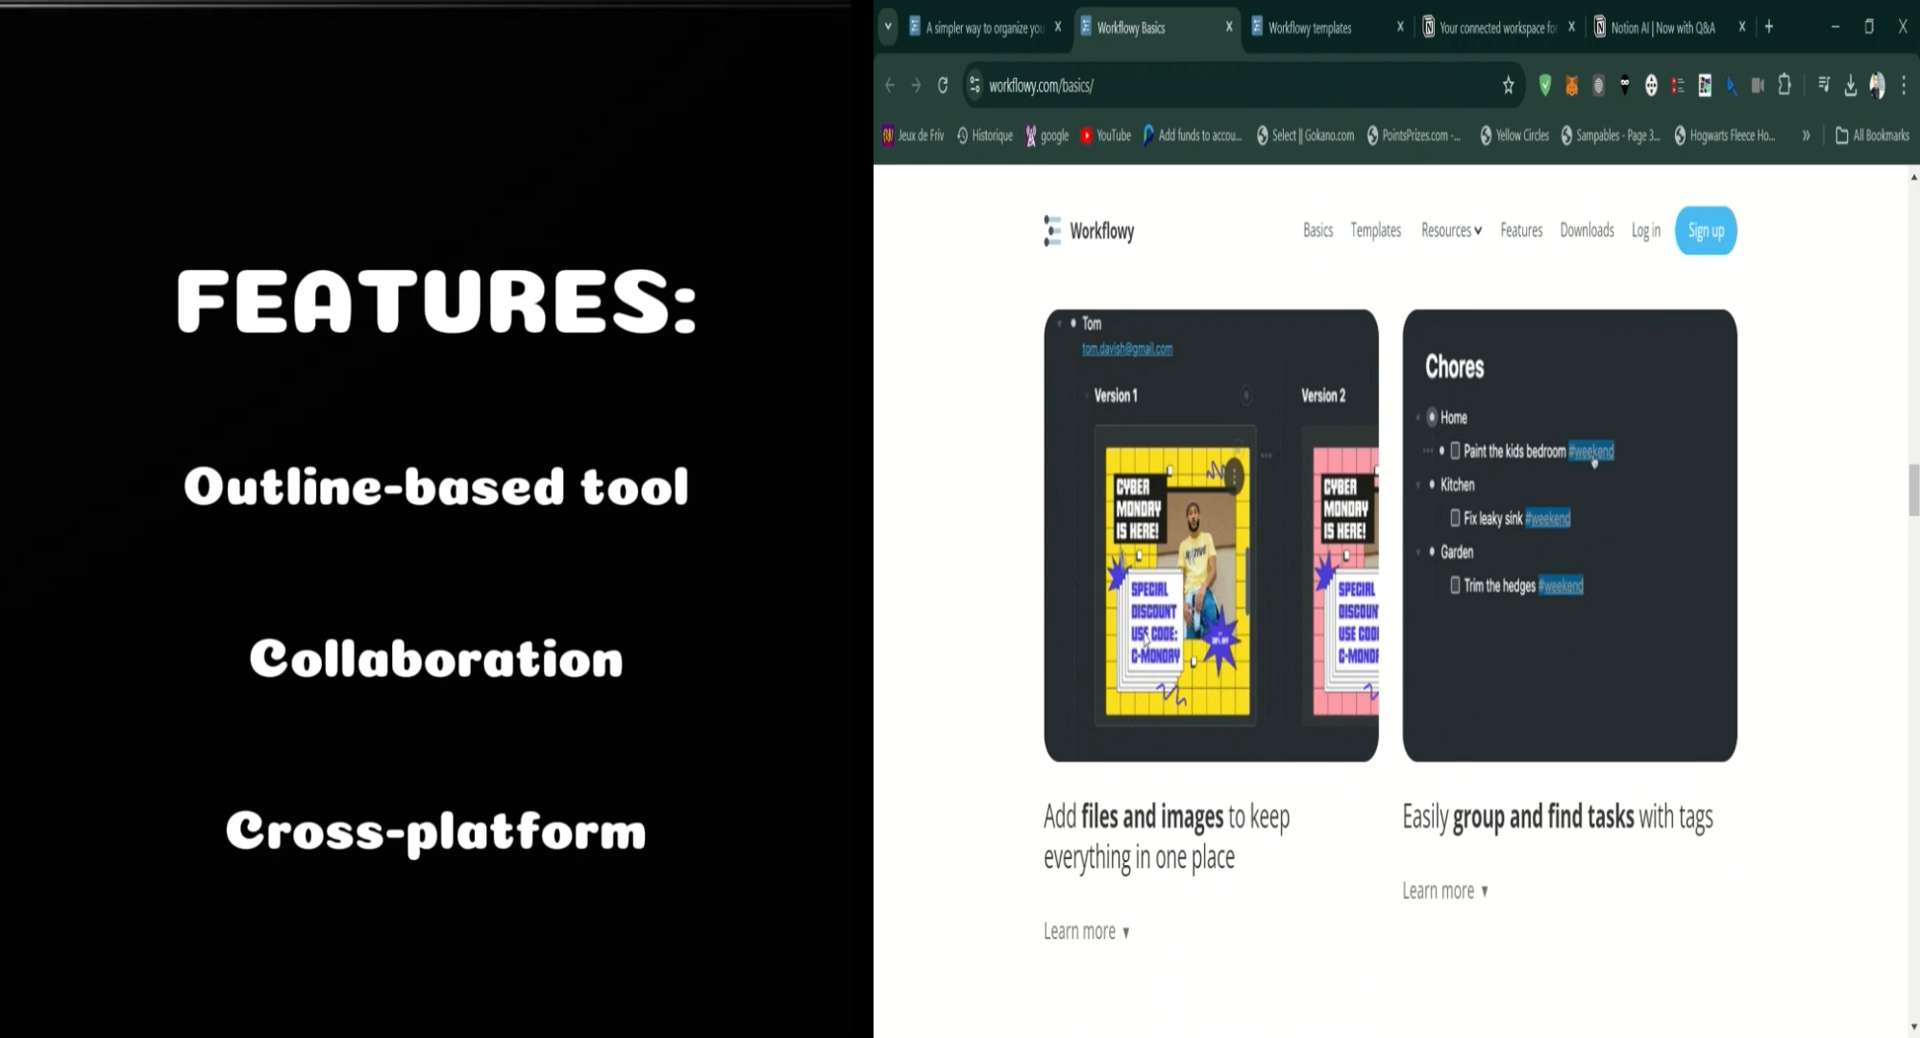 FEATURES:
Outline-based tool
Collaboration
Cross-platform
A simpler way to organize you
Workflowy Basics
Workflowy templates
Your connected workspace for
Notion AI | Now with Q&A
workflowy.com/basics/
Jeux de Friv
Historique
google
YouTube
Add funds to accou...
Select || Gokano.com
PointsPrizes.com -...
Yellow Circles
Sampables - Page 3...
Hogwarts Fleece Ho...
»
All Bookmarks
Workflowy
Basics
Templates
Resources
Features
Downloads
Log in
Sign up
Tom
tom.davish@gmail.com
Version 1
Version 2
CYBER
MONDAY
IS HERE!
SPECIAL
DISCOUNT
USE CODE:
C-MONDAY
CYBER
MONDAY
IS HERE!
SPECIAL
DISCOUN
USE COD
C-MOND
Chores
Home
Paint the kids bedroom #weekend
Kitchen
Fix leaky sink #weekend
Garden
Trim the hedges #weekend
Add files and images to keep
everything in one place
Learn more
Easily group and find tasks with tags
Learn more